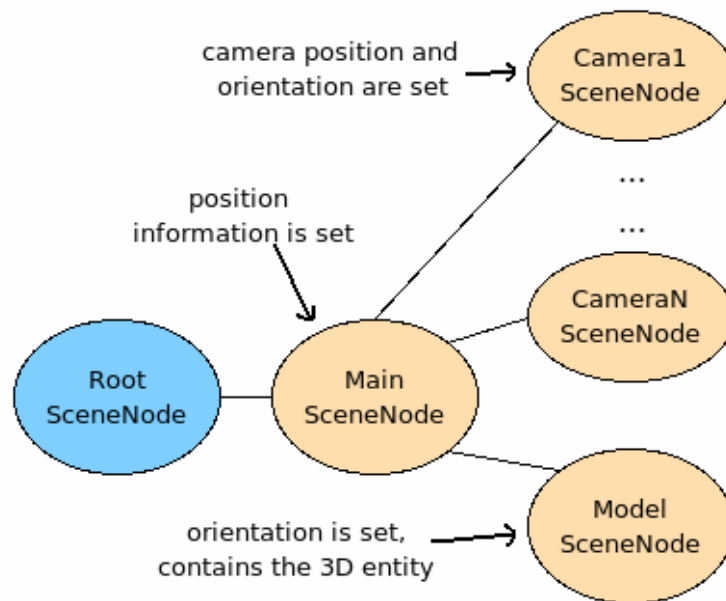 camera position and
orientation are set
Camera1
SceneNode
...
...
position
information is set
CameraN
SceneNode
Root
SceneNode
Main
SceneNode
Model
SceneNode
orientation is set,
contains the 3D entity